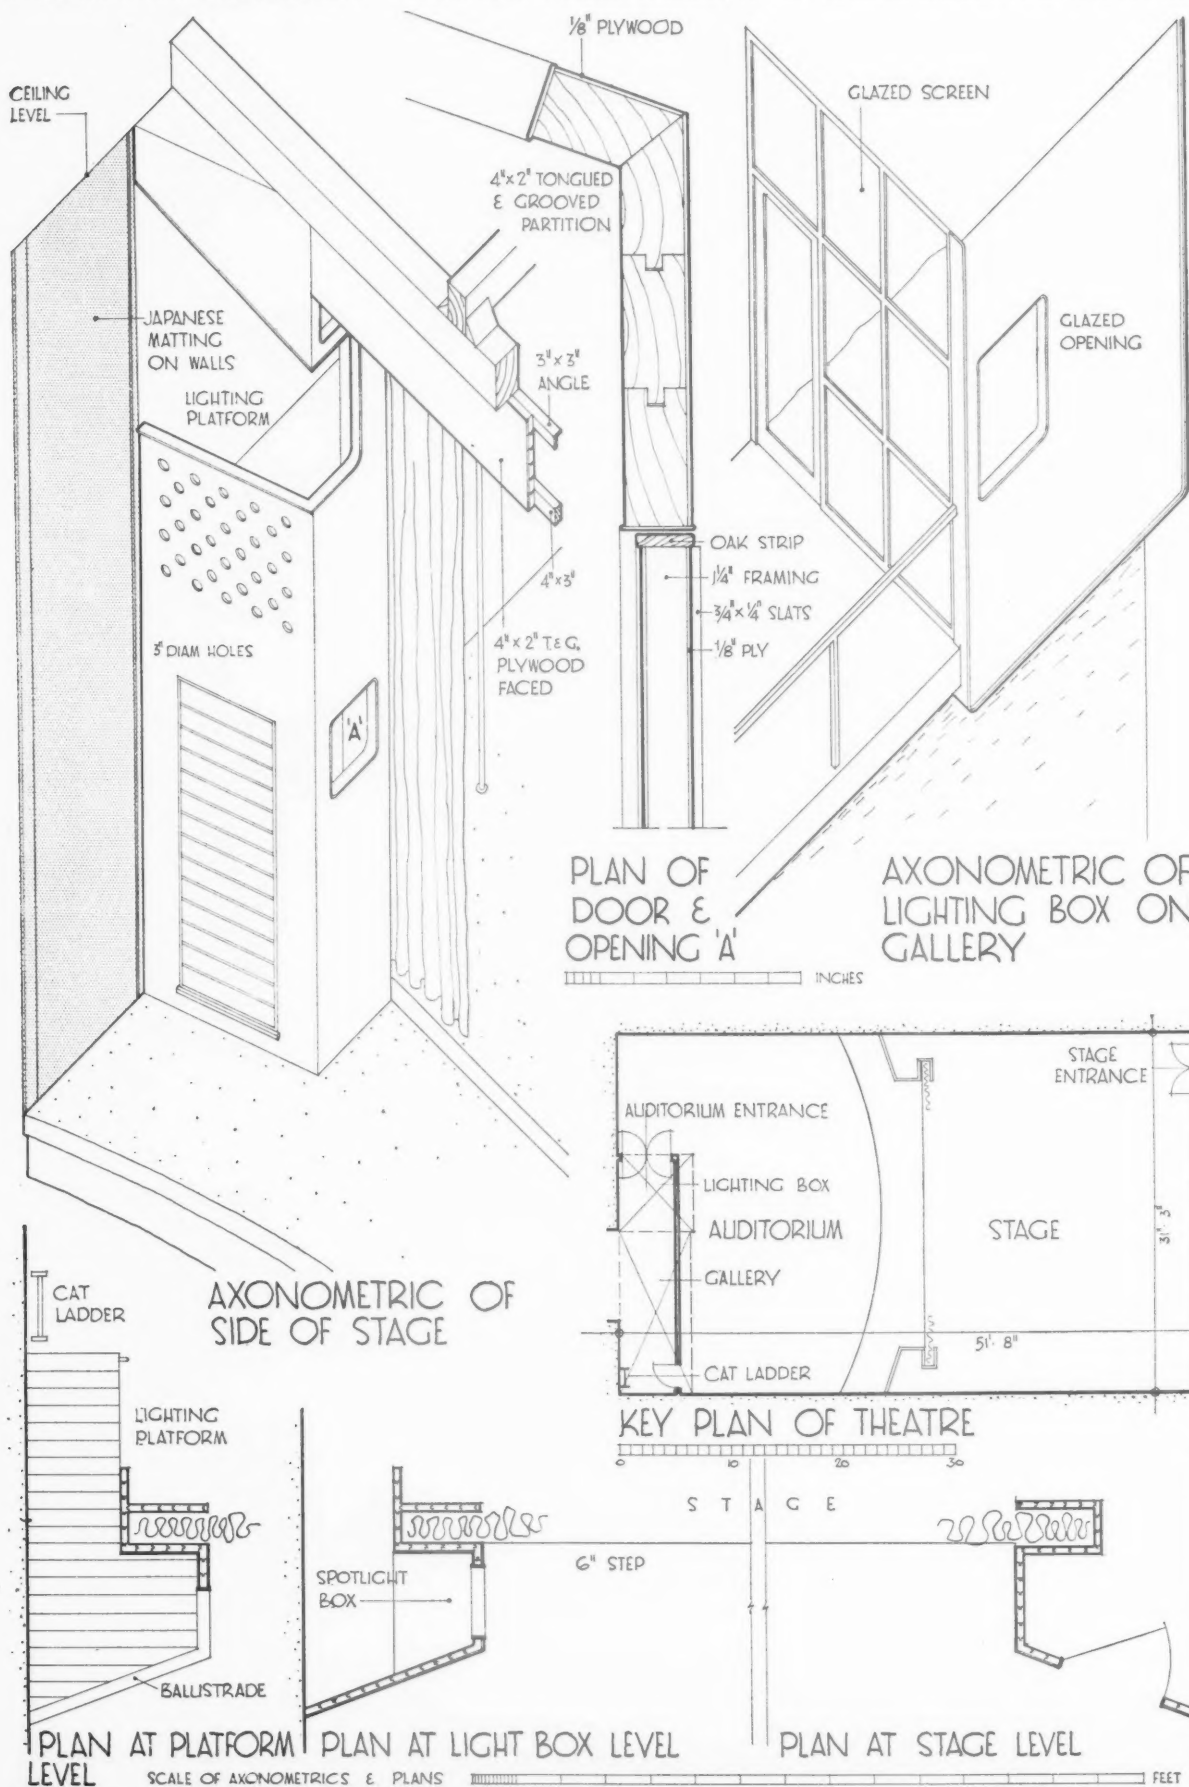 1/8" PLYWOOD
CEILING
LEVEL
GLAZED SCREEN
4"x2" TONGUED
& GROOVED
PARTITION
JAPANESE
MATTING
ON WALLS
GLAZED
OPENING
3"x3"
ANGLE
LIGHTING
PLATFORM
OAK STRIP
1 1/4" FRAMING
4"x3"
3/4"x 1/4" SLATS
3" DIAM HOLES
4"x2" T.&G.
PLYWOOD
FACED
1/8" PLY
'A'
PLAN OF
DOOR &
OPENING 'A'
INCHES
AXONOMETRIC OF
LIGHTING BOX ON
GALLERY
STAGE
ENTRANCE
AUDITORIUM ENTRANCE
LIGHTING BOX
AUDITORIUM
STAGE
31'. 3"
GALLERY
51'. 8"
CAT LADDER
KEY PLAN OF THEATRE
0 10 20 30
AXONOMETRIC OF
SIDE OF STAGE
CAT
LADDER
LIGHTING
PLATFORM
STAGE
6" STEP
SPOTLIGHT
BOX
BALLISTRADE
PLAN AT PLATFORM
LEVEL
PLAN AT LIGHT BOX LEVEL
PLAN AT STAGE LEVEL
SCALE OF AXONOMETRICS & PLANS
FEET